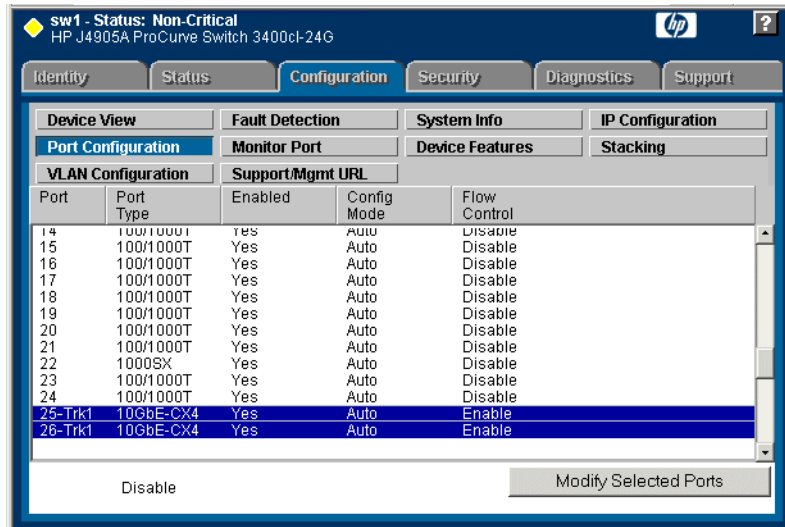 sw1 - Status: Non-Critical
HP J4905A ProCurve Switch 3400cl-24G
hp
?
Identity Status Configuration Security Diagnostics Support
Device View Fault Detection System Info IP Configuration
Port Configuration Monitor Port Device Features Stacking
VLAN Configuration Support/Mgmt URL
Port Port Enabled Config Flow
Type Mode Control
14 100/1000T Yes Auto Disable
15 100/1000T Yes Auto Disable
16 100/1000T Yes Auto Disable
17 100/1000T Yes Auto Disable
18 100/1000T Yes Auto Disable
19 100/1000T Yes Auto Disable
20 100/1000T Yes Auto Disable
21 100/1000T Yes Auto Disable
22 1000SX Yes Auto Disable
23 100/1000T Yes Auto Disable
24 100/1000T Yes Auto Disable
25-Trk1 10GbE-CX4 Yes Auto Enable
26-Trk1 10GbE-CX4 Yes Auto Enable
Disable Modify Selected Ports